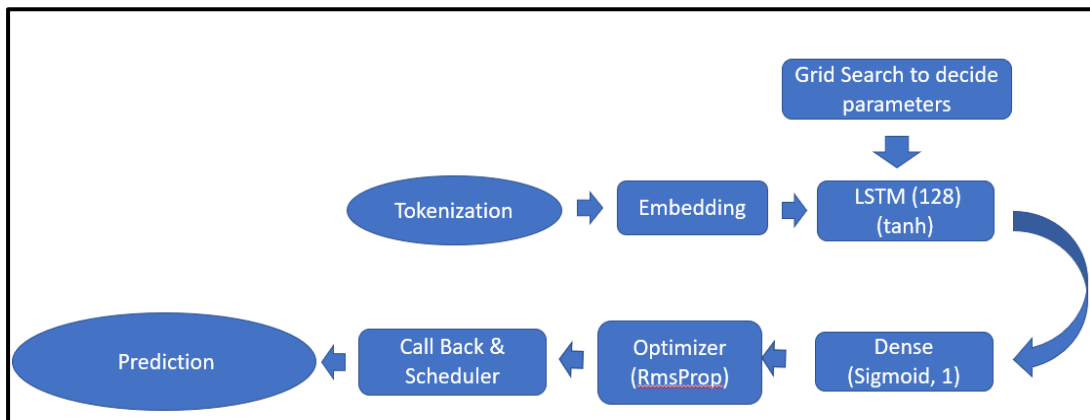 Grid Search to decide
parameters
Tokenization
Embedding
LSTM (128)
(tanh)
Dense
(Sigmoid, 1)
Optimizer
(RmsProp)
Call Back &
Scheduler
Prediction